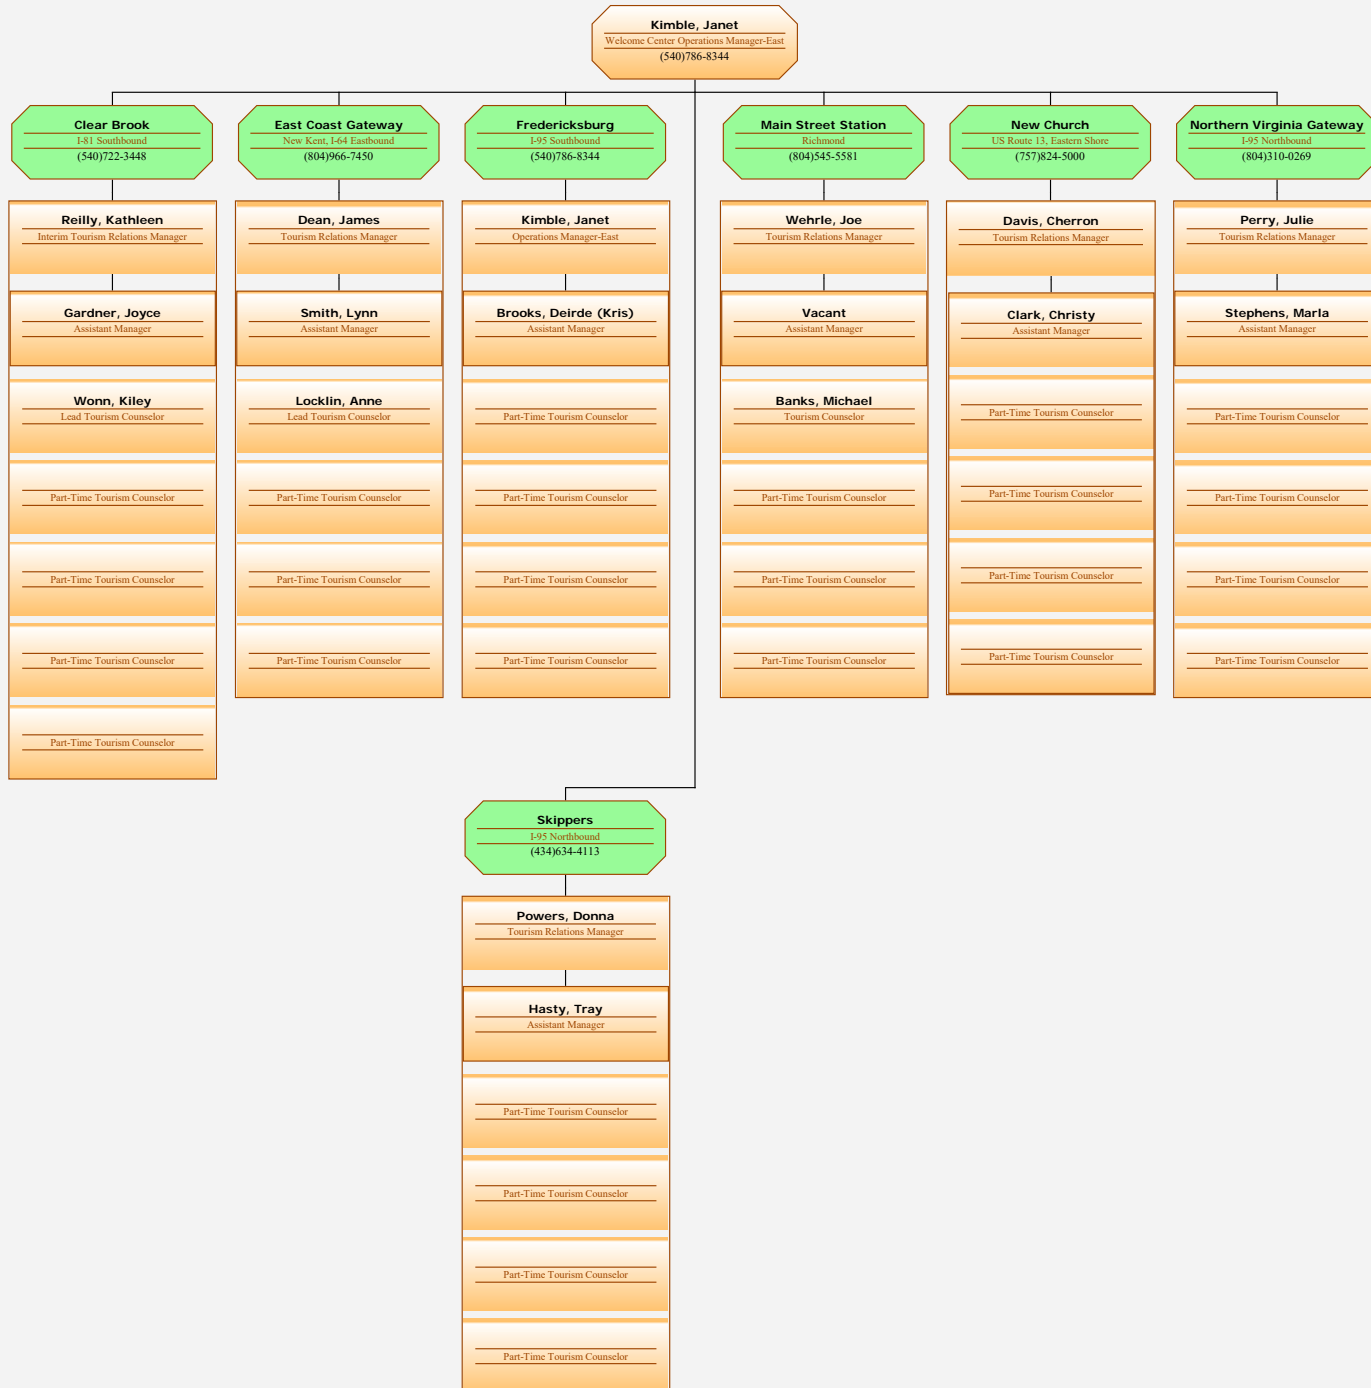 Kimble, Janet
Welcome Center Operations Manager-East
(540)786-8344
Clear Brook
I-81 Southbound
(540)722-3448
Reilly, Kathleen
Interim Tourism Relations Manager
Gardner, Joyce
Assistant Manager
Wonn, Kiley
Lead Tourism Counselor
Part-Time Tourism Counselor
Part-Time Tourism Counselor
Part-Time Tourism Counselor
Part-Time Tourism Counselor
East Coast Gateway
New Kent, I-64 Eastbound
(804)966-7450
Dean, James
Tourism Relations Manager
Smith, Lynn
Assistant Manager
Locklin, Anne
Lead Tourism Counselor
Part-Time Tourism Counselor
Part-Time Tourism Counselor
Part-Time Tourism Counselor
Fredericksburg
I-95 Southbound
(540)786-8344
Kimble, Janet
Operations Manager-East
Brooks, Deirde (Kris)
Assistant Manager
Part-Time Tourism Counselor
Part-Time Tourism Counselor
Part-Time Tourism Counselor
Part-Time Tourism Counselor
Main Street Station
Richmond
(804)545-5581
Wehrle, Joe
Tourism Relations Manager
Vacant
Assistant Manager
Banks, Michael
Tourism Counselor
Part-Time Tourism Counselor
Part-Time Tourism Counselor
Part-Time Tourism Counselor
New Church
US Route 13, Eastern Shore
(757)824-5000
Davis, Cherron
Tourism Relations Manager
Clark, Christy
Assistant Manager
Part-Time Tourism Counselor
Part-Time Tourism Counselor
Part-Time Tourism Counselor
Part-Time Tourism Counselor
Northern Virginia Gateway
I-95 Northbound
(804)310-0269
Perry, Julie
Tourism Relations Manager
Stephens, Marla
Assistant Manager
Part-Time Tourism Counselor
Part-Time Tourism Counselor
Part-Time Tourism Counselor
Part-Time Tourism Counselor
Skippers
I-95 Northbound
(434)634-4113
Powers, Donna
Tourism Relations Manager
Hasty, Tray
Assistant Manager
Part-Time Tourism Counselor
Part-Time Tourism Counselor
Part-Time Tourism Counselor
Part-Time Tourism Counselor